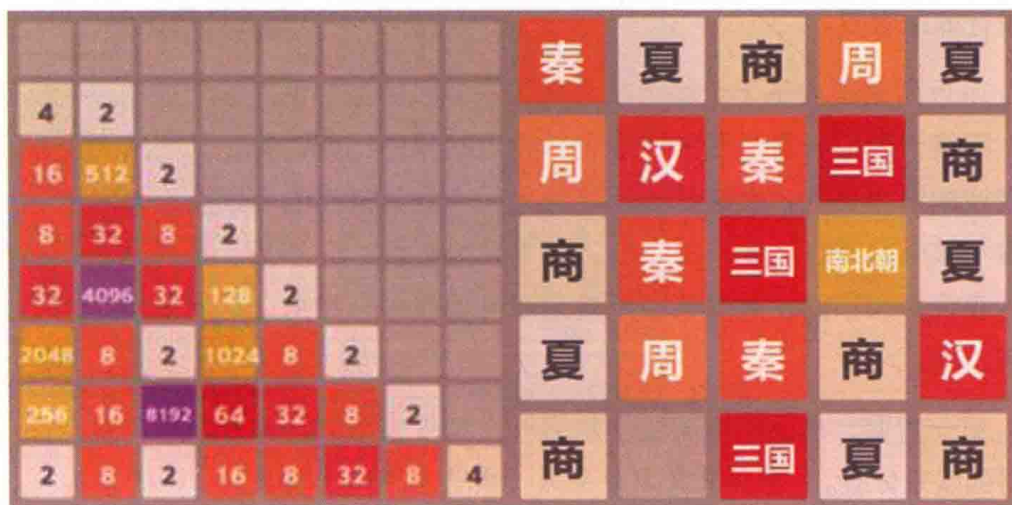 4 2
16 512 2
8 32 8 2
32 4096 32 128 2
2048 8 2 1024 8 2
256 16 8192 64 32 8 2
2 8 2 16 8 32 8 4
秦 夏 商 周 夏
周 汉 秦 三国 商
商 秦 三国 南北朝 夏
夏 周 秦 商 汉
商 三国 夏 商